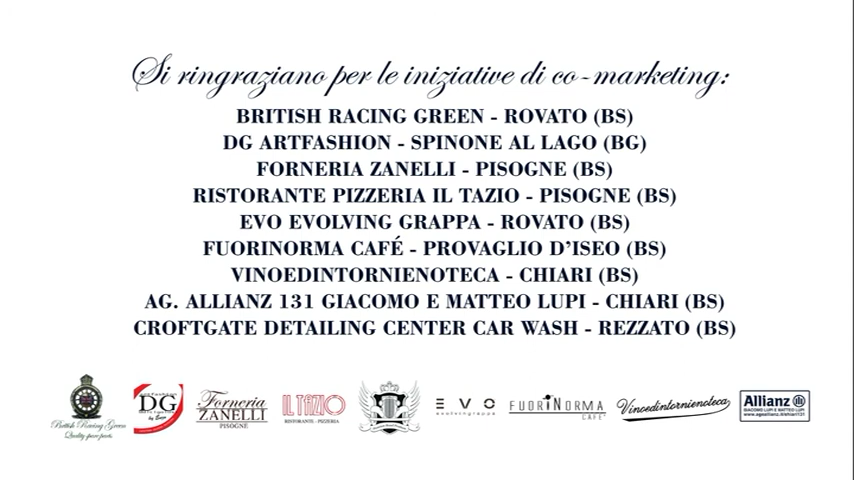 Si ringraziano per le iniziative di co-marketing:
BRITISH RACING GREEN - ROVATO (BS)
DG ARTFASHION - SPINONE AL LAGO (BG)
FORNERIA ZANELLI - PISOGNE (BS)
RISTORANTE PIZZERIA IL TAZIO - PISOGNE (BS)
EVO EVOLVING GRAPPA - ROVATO (BS)
FUORINORMA CAFÉ - PROVAGLIO D'ISEO (BS)
VINOEDINTORNIENOTECA - CHIARI (BS)
AG. ALLIANZ 131 GIACOMO E MATTEO LUPI - CHIARI (BS)
CROFTGATE DETAILING CENTER CAR WASH - REZZATO (BS)
British Racing Green
Quality spare parts
DG
Forneria
ZANELLI
PISOGNE
IL TAZIO
RISTORANTE - PIZZERIA
EVO
evolvingrappa
FUORINORMA
CAFE'
Vinoedintornienoteca
Allianz
GIACOMO LUPI E MATTEO LUPI